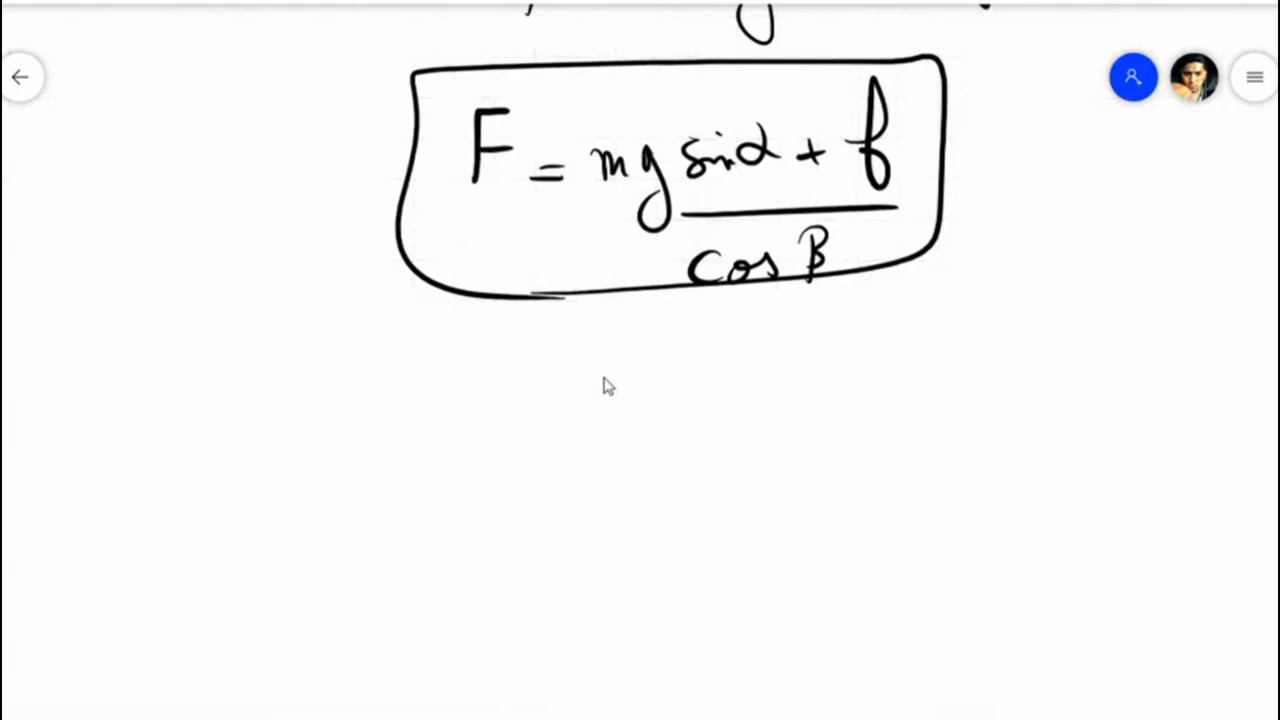 F = mg sinα + f
cos β